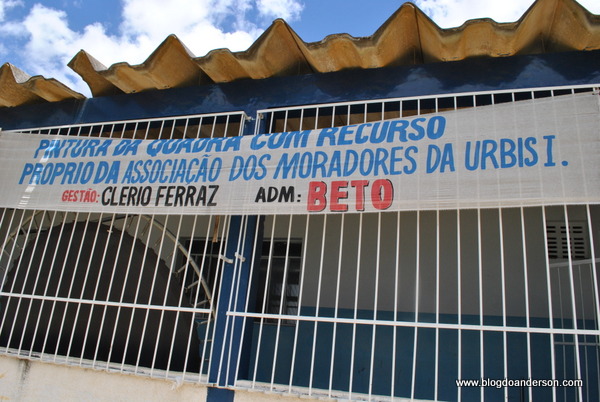 PINTURA DA QUADRA COM RECURSO
PROPRIO DA ASSOCIAÇÃO DOS MORADORES DA URBIS I.
GESTÃO: CLERIO FERRAZ ADM: BETO
www.blogdoanderson.com